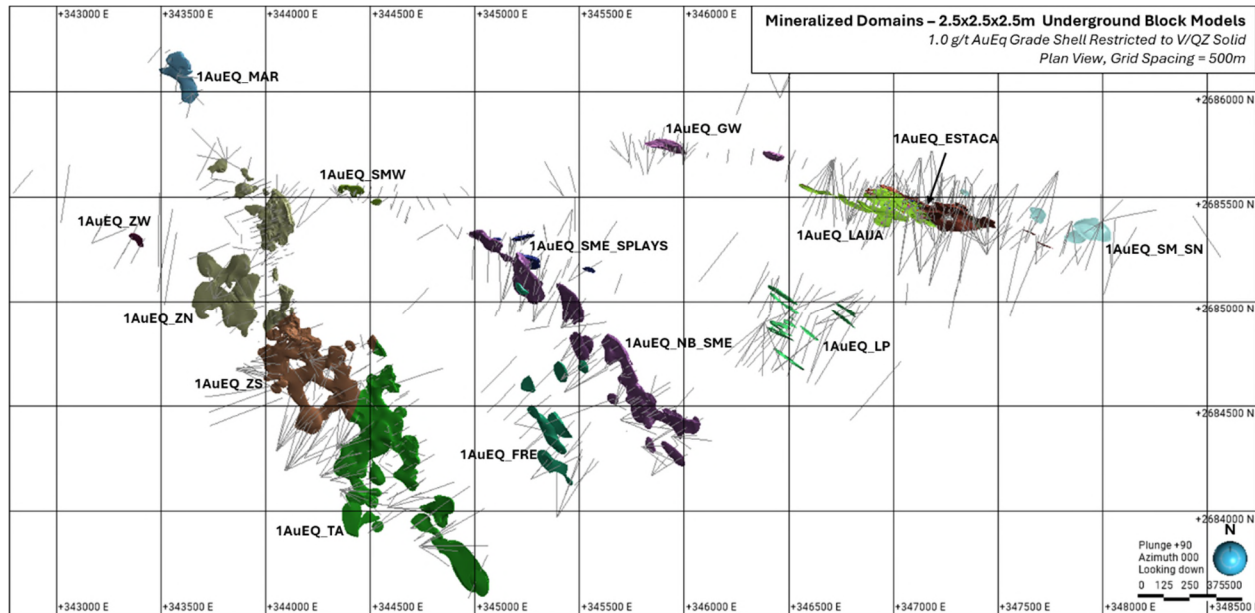 +343000 E
+343500 E
+344000 E
+344500 E
+345000 E
+345500 E
+346000 E
Mineralized Domains – 2.5x2.5x2.5m Underground Block Models
1.0 g/t AuEq Grade Shell Restricted to V/QZ Solid
Plan View, Grid Spacing = 500m
1AuEQ_MAR
+2686000 N
1AuEQ_GW
1AuEQ_ESTACA
1AuEQ_SMW
+2685500 N
1AuEQ_ZW
1AuEQ_LAIJA
1AuEQ_SME_SPLAYS
1AuEQ_SM_SN
+2685000 N
1AuEQ_ZN
1AuEQ_NB_SME
1AuEQ_LP
1AuEQ_ZS
+2684500 N
1AuEQ_FRE
+2684000 N
1AuEQ_TA
N
Plunge +90
Azimuth 000
Looking down
0 125 250 375500
+343000 E
+343500 E
+344000 E
+344500 E
+345000 E
+345500 E
+346000 E
+346500 E
+347000 E
+347500 E
+348000 E
+348500